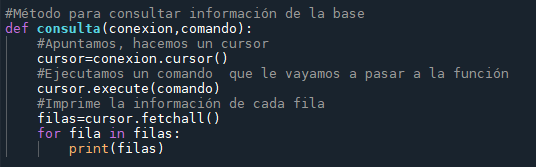 #Método para consultar información de la base
def consulta(conexion,comando):
    #Apuntamos, hacemos un cursor
    cursor=conexion.cursor()
    #Ejecutamos un comando  que le vayamos a pasar a la función
    cursor.execute(comando)
    #Imprime la información de cada fila
    filas=cursor.fetchall()
    for fila in filas:
        print(filas)